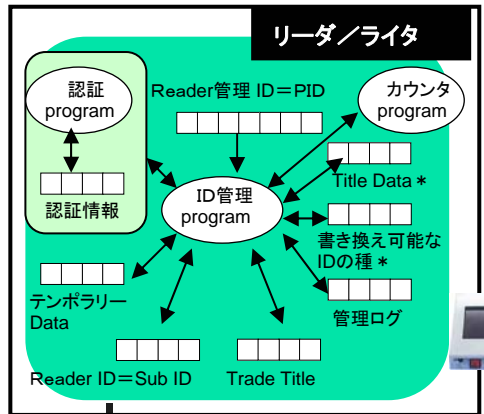 リーダ／ライタ
認証
program
Reader管理 ID＝PID
カウンタ
program
ID管理
program
認証情報
Title Data＊
書き換え可能な
IDの種＊
管理ログ
テンポラリー
Data
Reader ID＝Sub ID
Trade Title